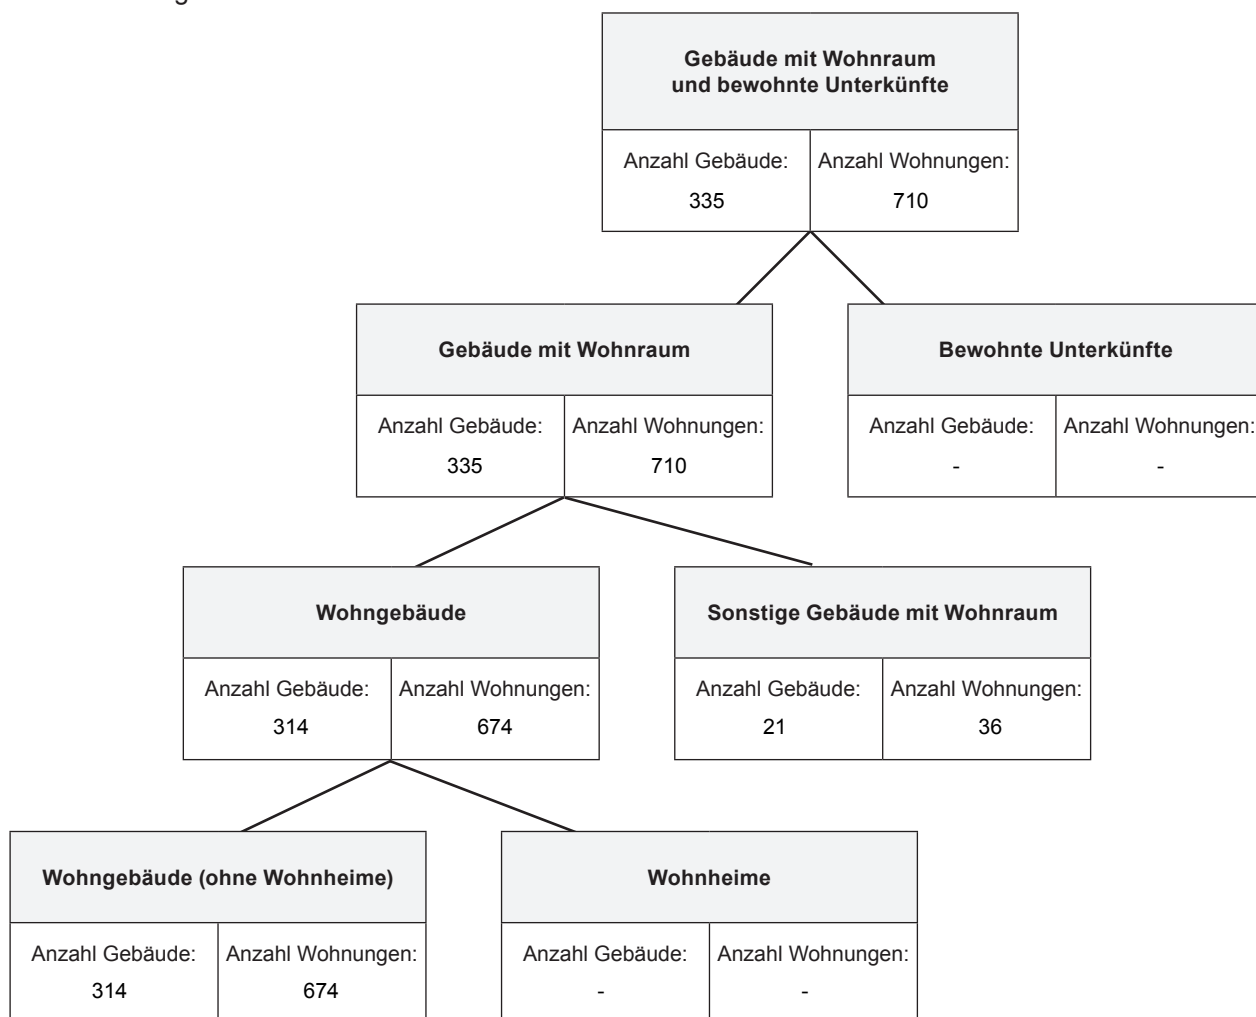 Gebäude mit Wohnraum
und bewohnte Unterkünfte
Anzahl Gebäude: Anzahl Wohnungen:
335 710
Gebäude mit Wohnraum Bewohnte Unterkünfte
Anzahl Gebäude: Anzahl Wohnungen: Anzahl Gebäude: Anzahl Wohnungen:
335 710 - -
Wohngebäude Sonstige Gebäude mit Wohnraum
Anzahl Gebäude: Anzahl Wohnungen: Anzahl Gebäude: Anzahl Wohnungen:
314 674 21 36
Wohngebäude (ohne Wohnheime) Wohnheime
Anzahl Gebäude: Anzahl Wohnungen: Anzahl Gebäude: Anzahl Wohnungen:
314 674 - -